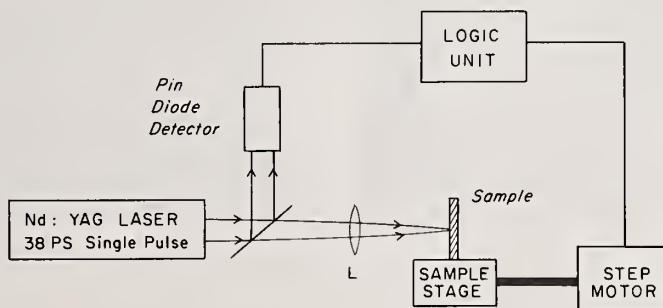 LOGIC
UNIT
Pin
Diode
Detector
Nd: YAG LASER
38 PS Single Pulse
L
Sample
SAMPLE
STAGE
STEP
MOTOR